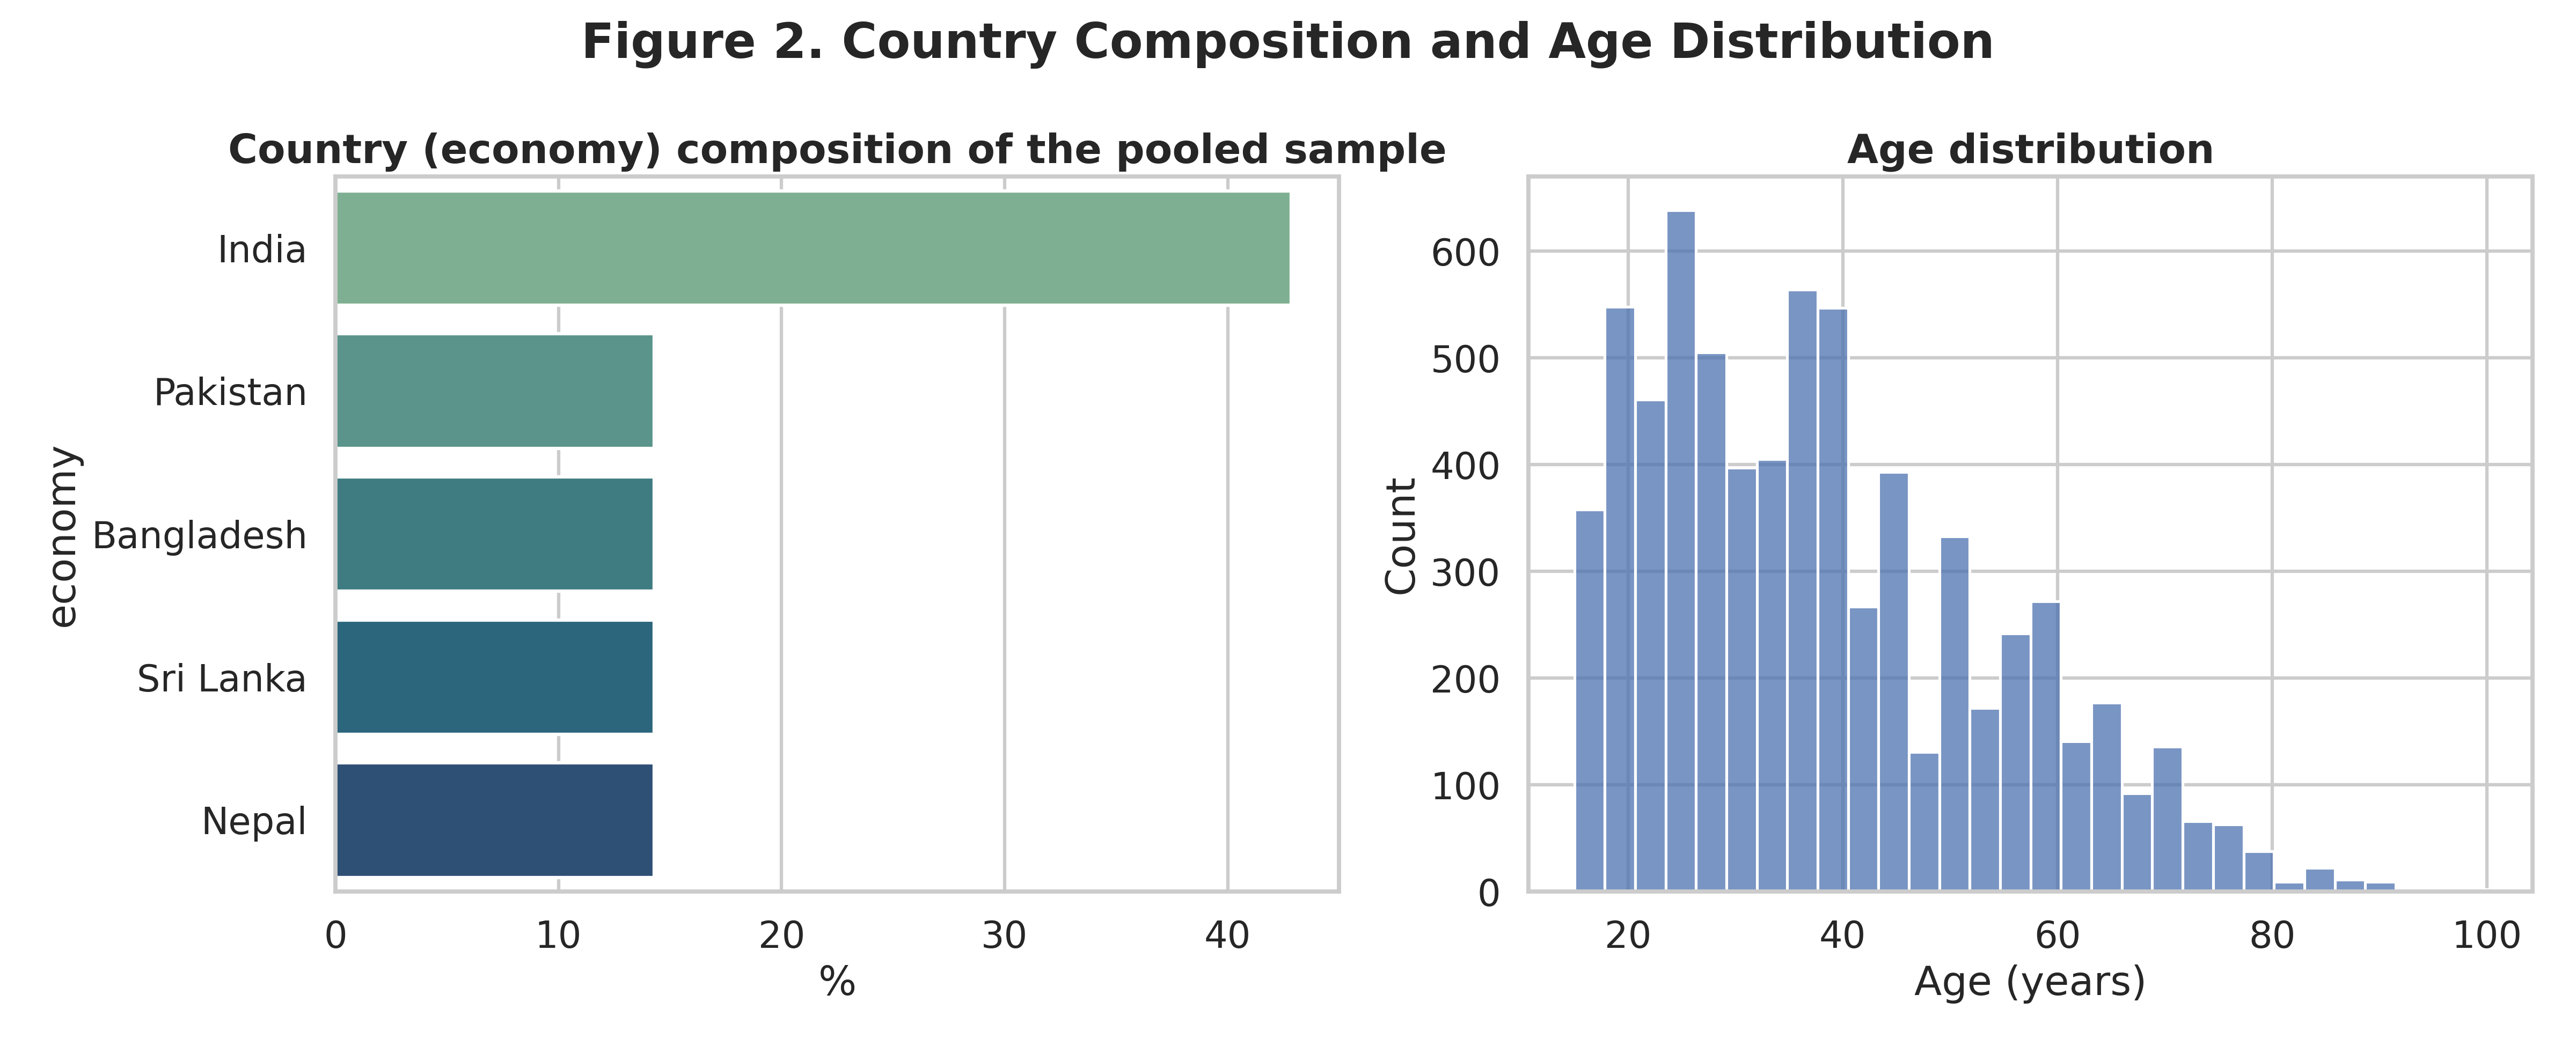 Figure 2. Country Composition and Age Distribution
Country (economy) composition of the pooled sample
economy
India
Pakistan
Bangladesh
Sri Lanka
Nepal
0 10 20 30 40
%
Age distribution
Count
600
500
400
300
200
100
0
20 40 60 80 100
Age (years)